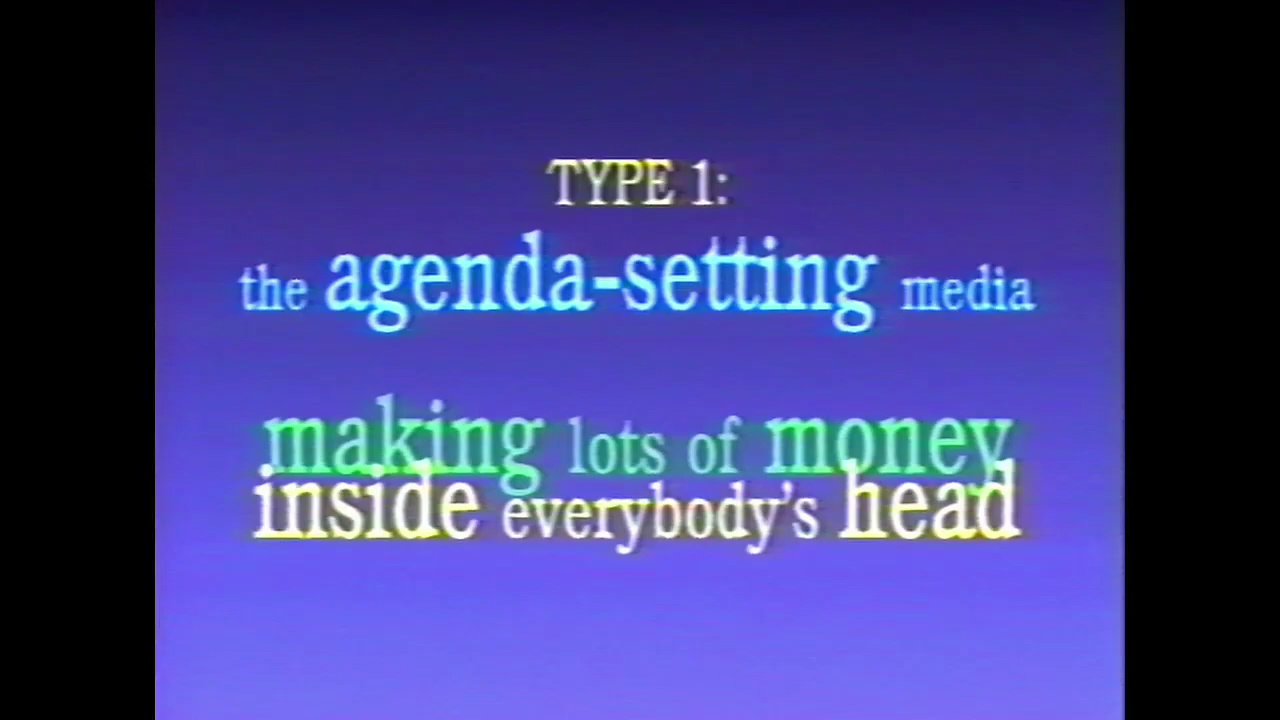 TYPE 1:
the agenda-setting media
making lots of money
inside everybody's head